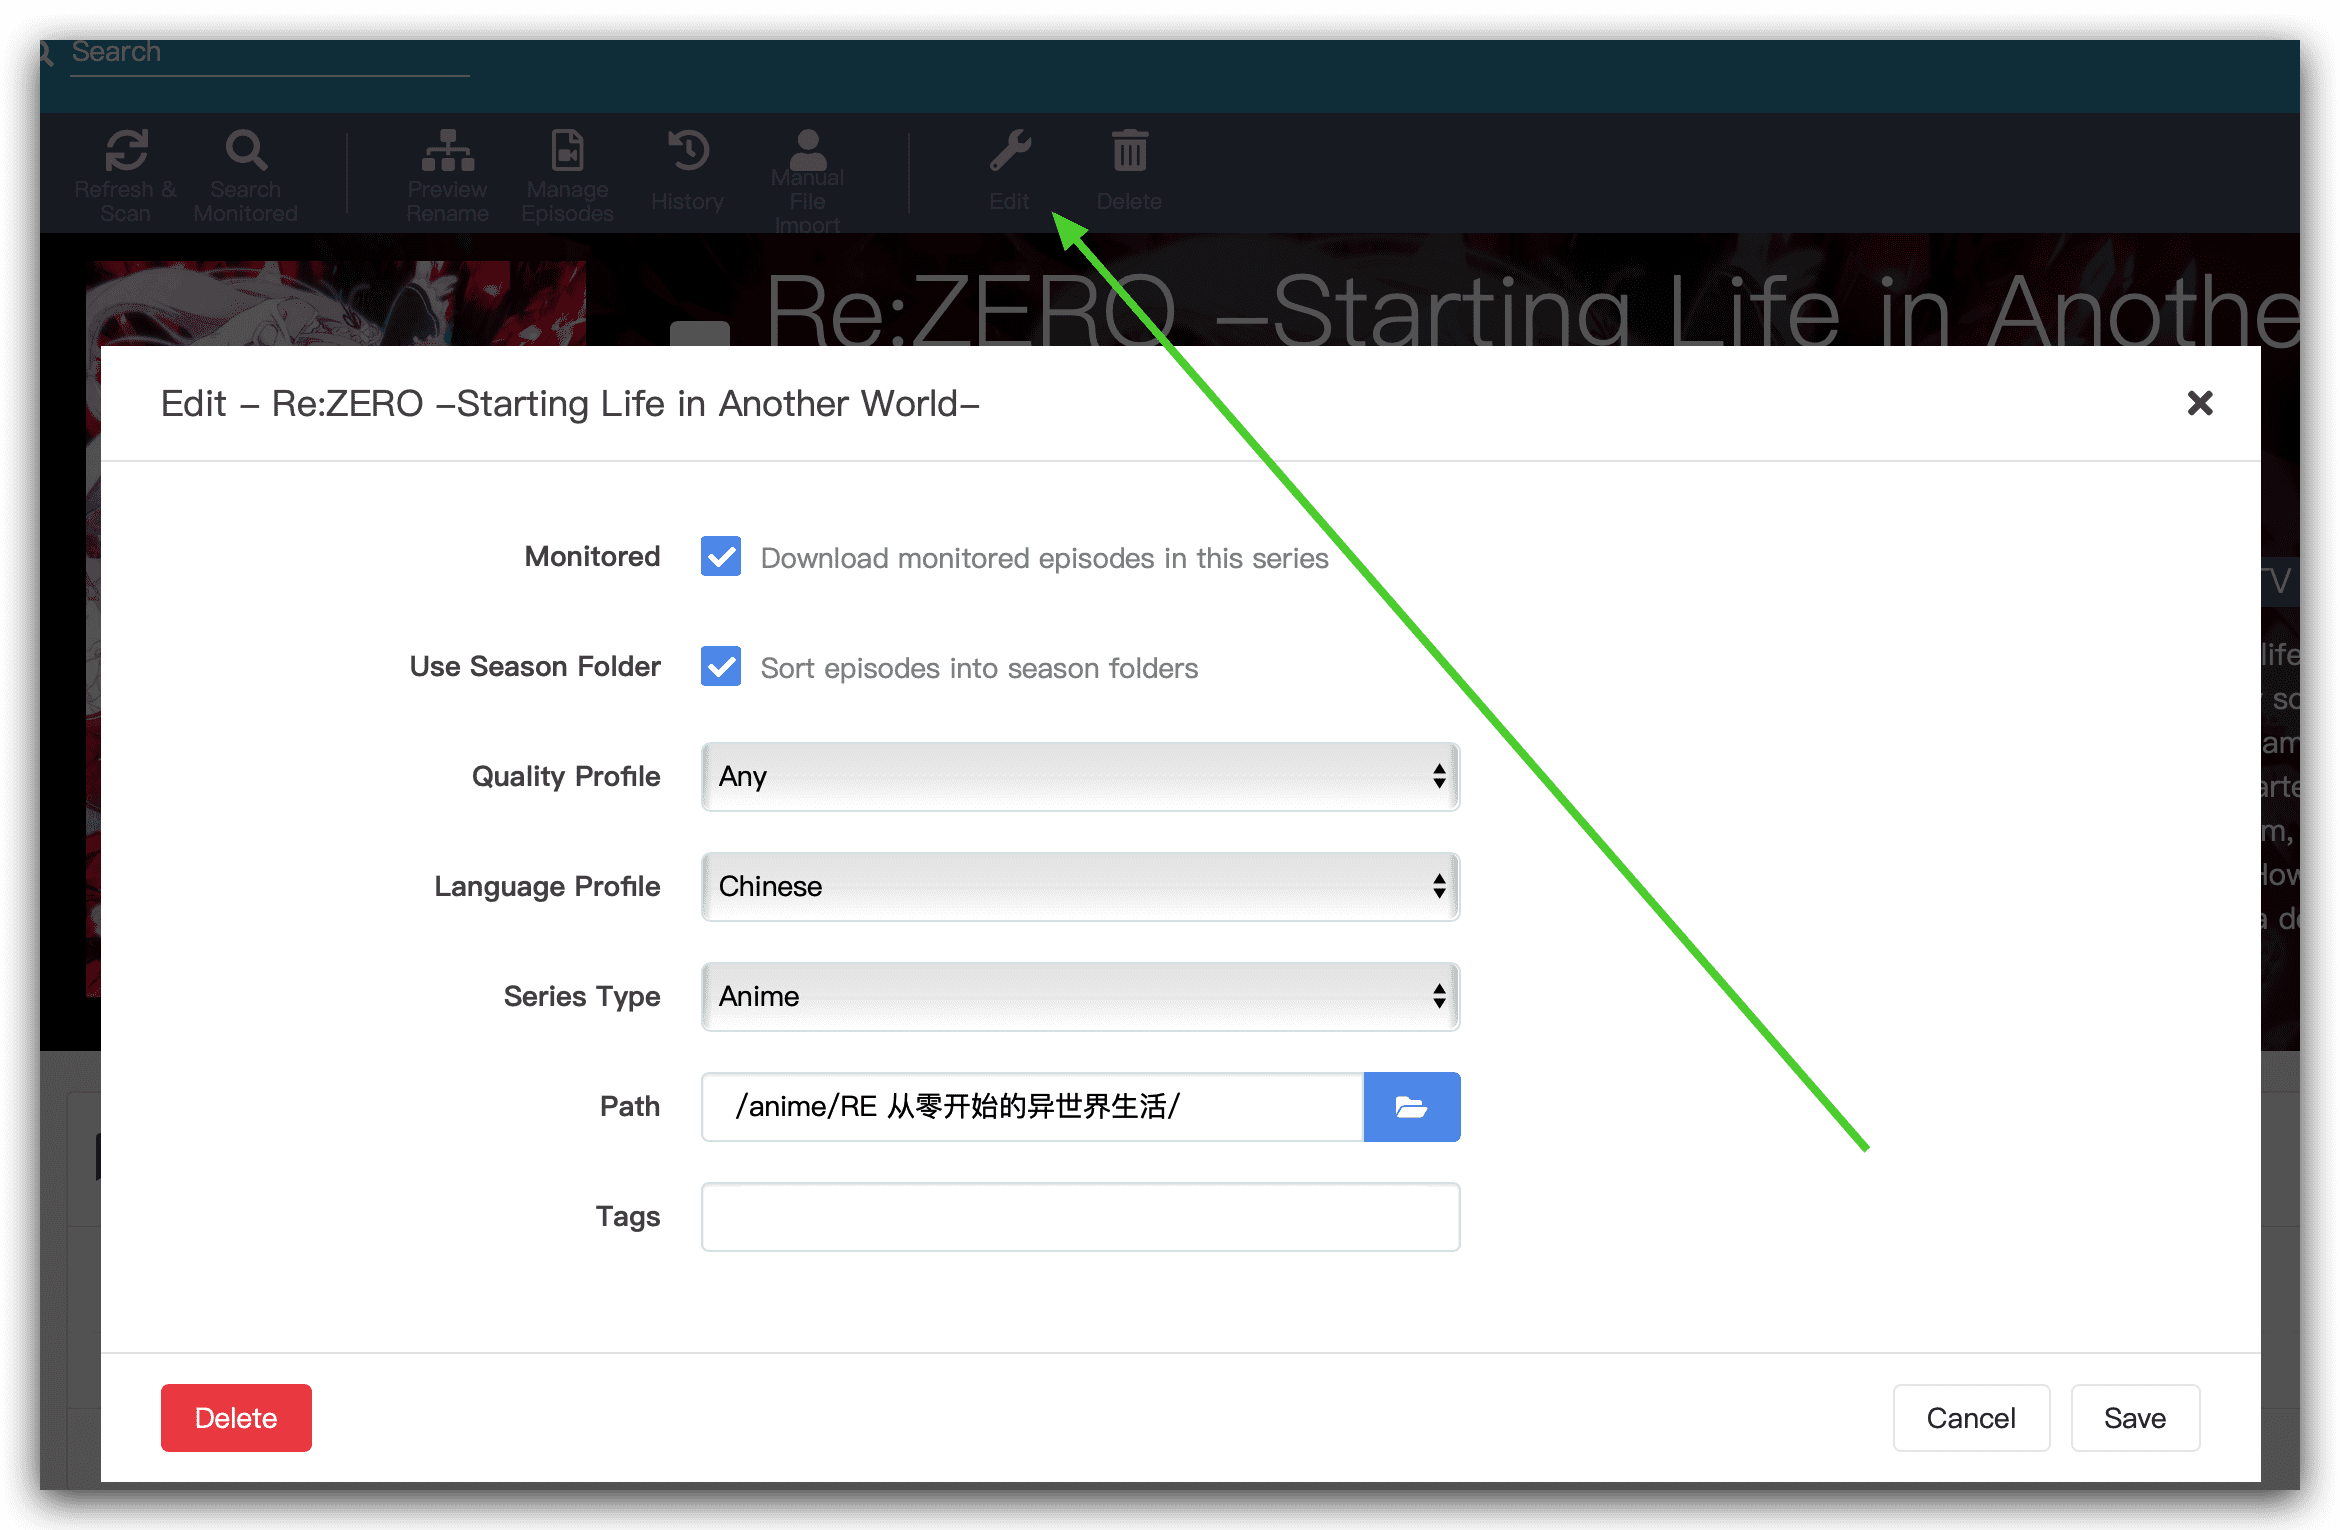 Search
Refresh &
Scan
Search
Monitored
Preview
Rename
Manage
Episodes
History
Manual
File
Import
Edit
Delete
Re:ZERO –Starting Life in Anothe
Edit – Re:ZERO –Starting Life in Another World–
Monitored
Download monitored episodes in this series
TV
Use Season Folder
Sort episodes into season folders
life
Quality Profile
Any
Language Profile
Chinese
Series Type
Anime
Path
/anime/RE 从零开始的异世界生活/
Tags
Delete
Cancel
Save